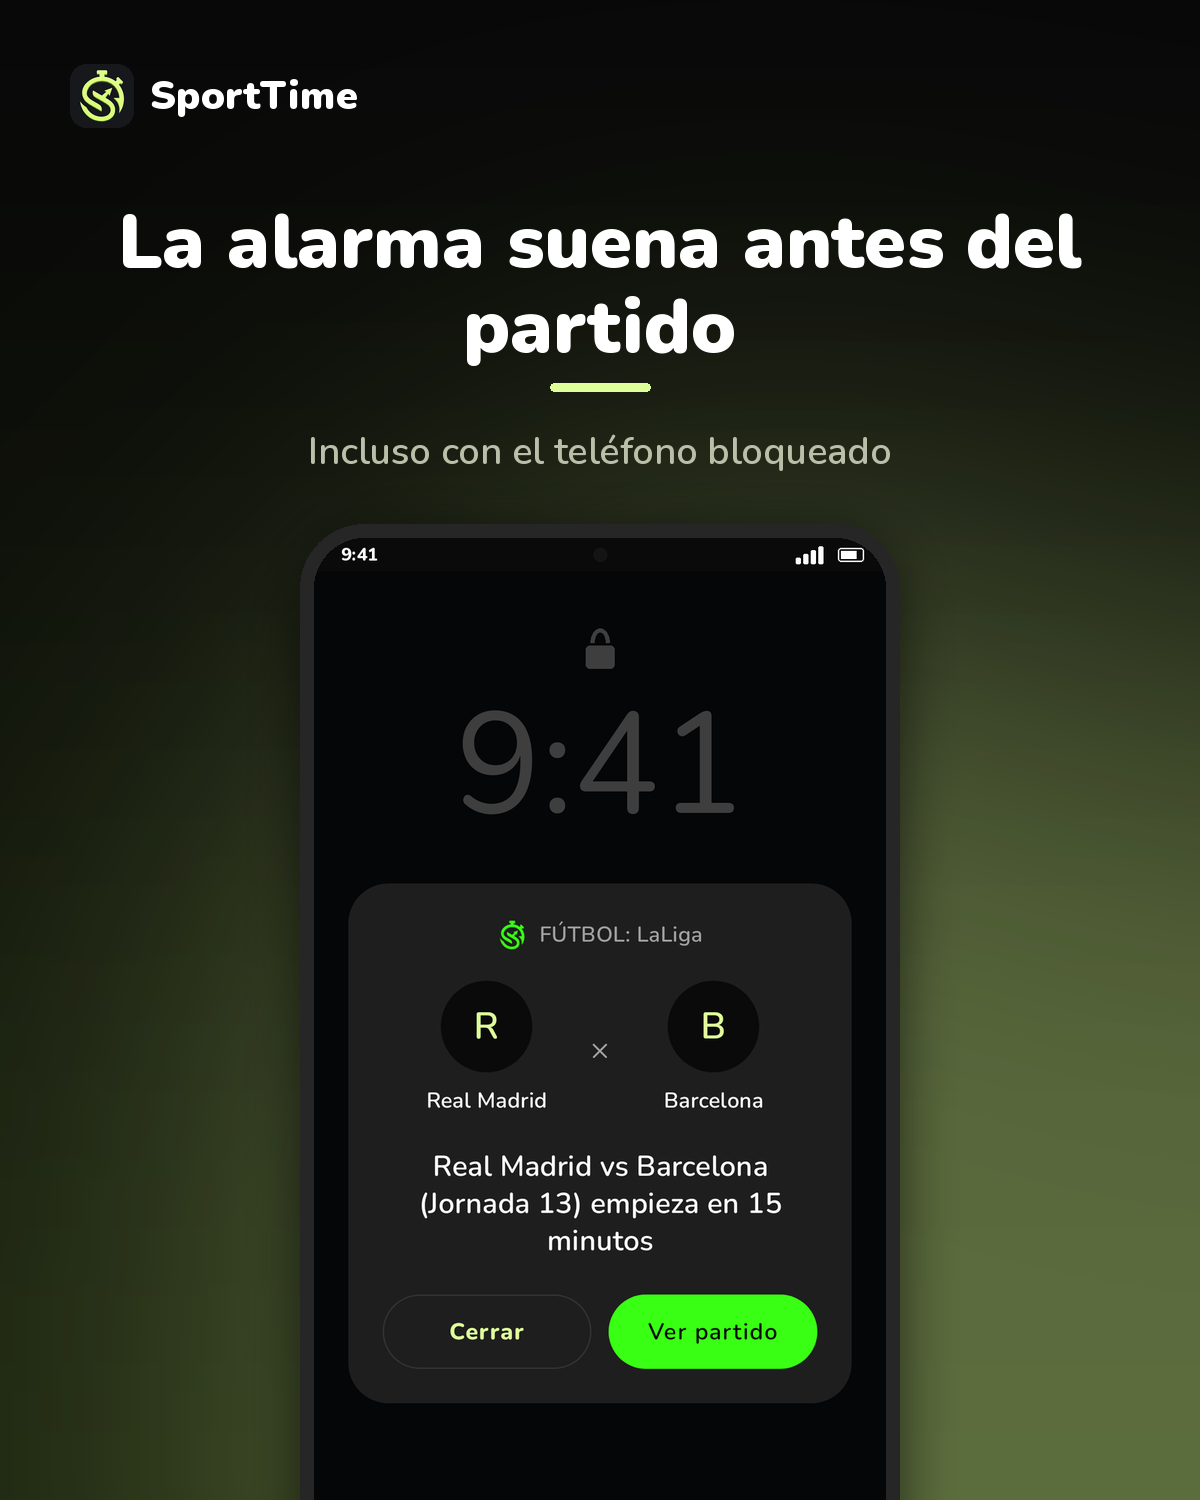 SportTime
La alarma suena antes del
partido
Incluso con el teléfono bloqueado
9:41
9:41
FÚTBOL: LaLiga
R
×
B
Real Madrid
Barcelona
Real Madrid vs Barcelona
(Jornada 13) empieza en 15
minutos
Cerrar
Ver partido